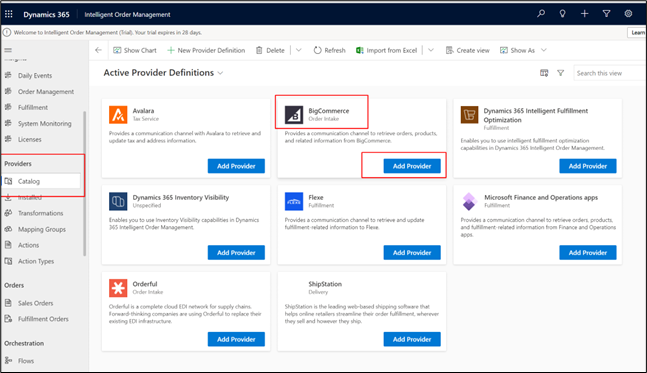 Dynamics 365
Intelligent Order Management
Welcome to Intelligent Order Management (Trial). Your trial expires in 28 days.
Learn
Show Chart
New Provider Definition
Delete
Refresh
Import from Excel
Create view
Show As
Insights
Daily Events
Order Management
Fulfillment
System Monitoring
Licenses
Providers
Catalog
Installed
Transformations
Mapping Groups
Actions
Action Types
Orders
Sales Orders
Fulfillment Orders
Orchestration
Flows
Active Provider Definitions
Search this view
Avalara
Tax Service
Provides a communication channel with Avalara to retrieve and
update tax and address information.
Add Provider
BigCommerce
Order Intake
Provides a communication channel to retrieve orders, products,
and related information from BigCommerce.
Add Provider
Dynamics 365 Intelligent Fulfillment
Optimization
Fulfillment
Enables you to use intelligent fulfillment optimization
capabilities in Dynamics 365 Intelligent Order Management.
Add Provider
Dynamics 365 Inventory Visibility
Unspecified
Enables you to use Inventory Visibility capabilities in Dynamics
365 Intelligent Order Management.
Add Provider
Flexe
Fulfillment
Provides a communication channel to retrieve and update
fulfillment-related information to Flexe.
Add Provider
Microsoft Finance and Operations apps
Fulfillment
Provides a communication channel to retrieve orders, products,
and fulfillment-related information from Finance and Operations
apps.
Add Provider
Orderful
Order Intake
Orderful is a complete cloud EDI network for supply chains.
Forward-thinking companies are using Orderful to replace
their existing EDI infrastructure.
Add Provider
ShipStation
Delivery
ShipStation is the leading web-based shipping software that
helps online retailers streamline their order fulfillment, wherever
they sell and however they ship.
Add Provider